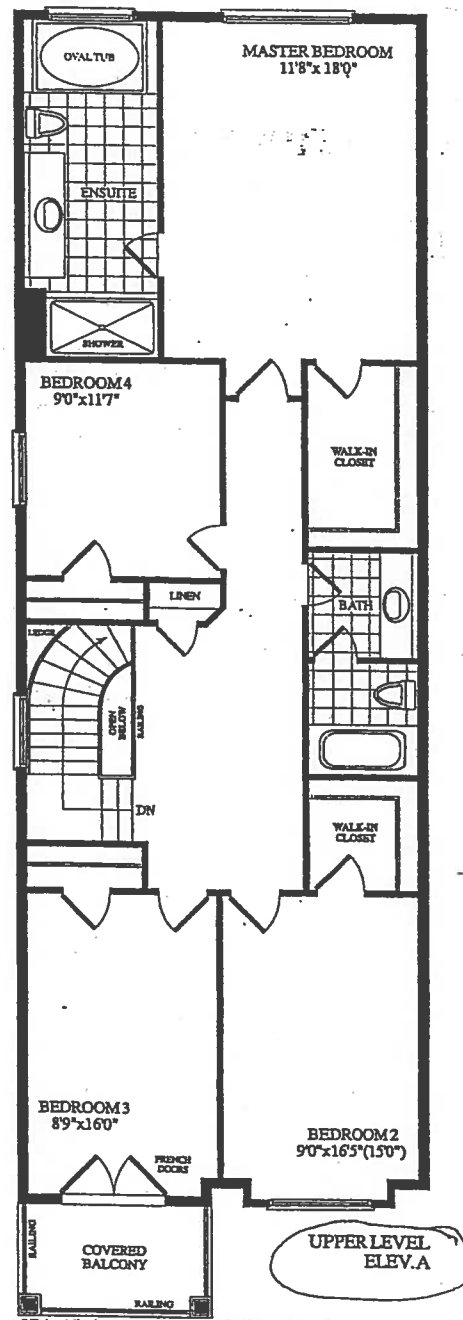 OVAL TUB
MASTER BEDROOM
11'8"x 18'0"
ENSUITE
SHOWER
BEDROOM 4
9'0"x11'7"
WALK-IN
CLOSET
LINEN
BATH
LEDGE
OPEN
BELOW
RAILING
DN
WALK-IN
CLOSET
BEDROOM 3
8'9"x16'0"
FRENCH
DOORS
BEDROOM 2
9'0"x16'5"(15'0")
RAILING
COVERED
BALCONY
RAILING
UPPER LEVEL
ELEV. A